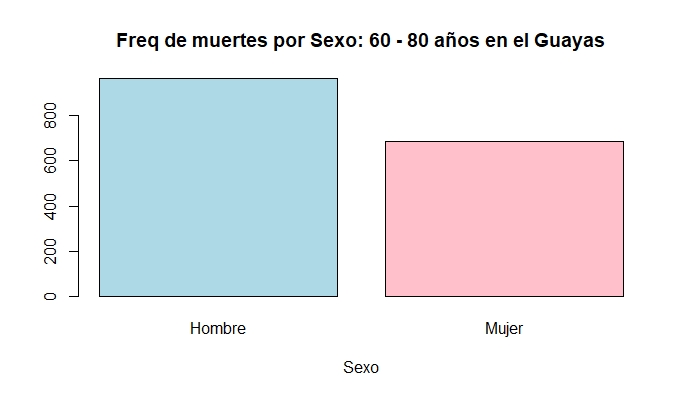 Freq de muertes por Sexo: 60 - 80 años en el Guayas
800
600
400
200
0
Hombre
Mujer
Sexo